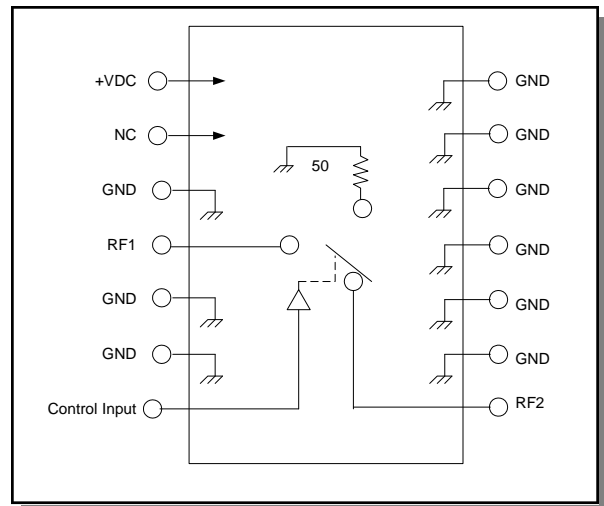 +VDC
NC
GND
RF1
GND
GND
Control Input
50
GND
GND
GND
GND
GND
GND
RF2